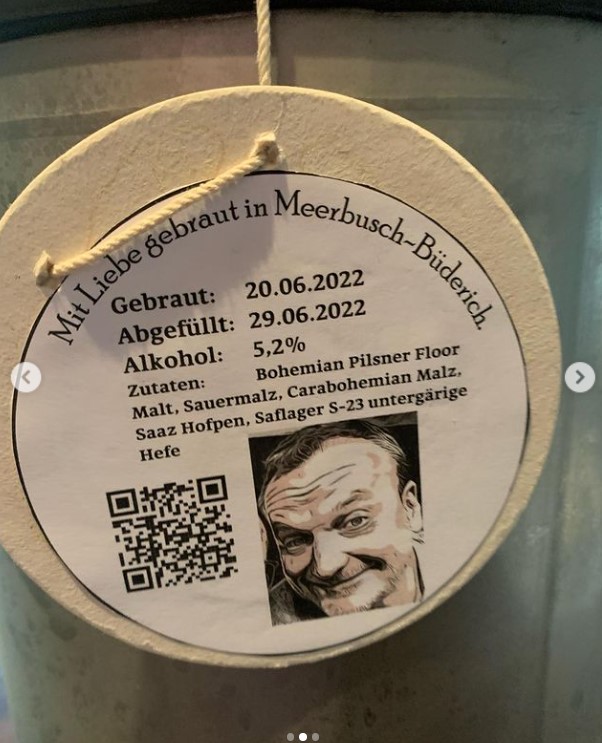 Mit Liebe gebraut in Meerbusch-Büderich.
Gebraut: 20.06.2022
Abgefüllt: 29.06.2022
Alkohol: 5,2%
Zutaten: Bohemian Pilsner Floor
Malt, Sauermalz, Carabohemian Malz,
Saaz Hofpen, Saflager S-23 untergärige
Hefe